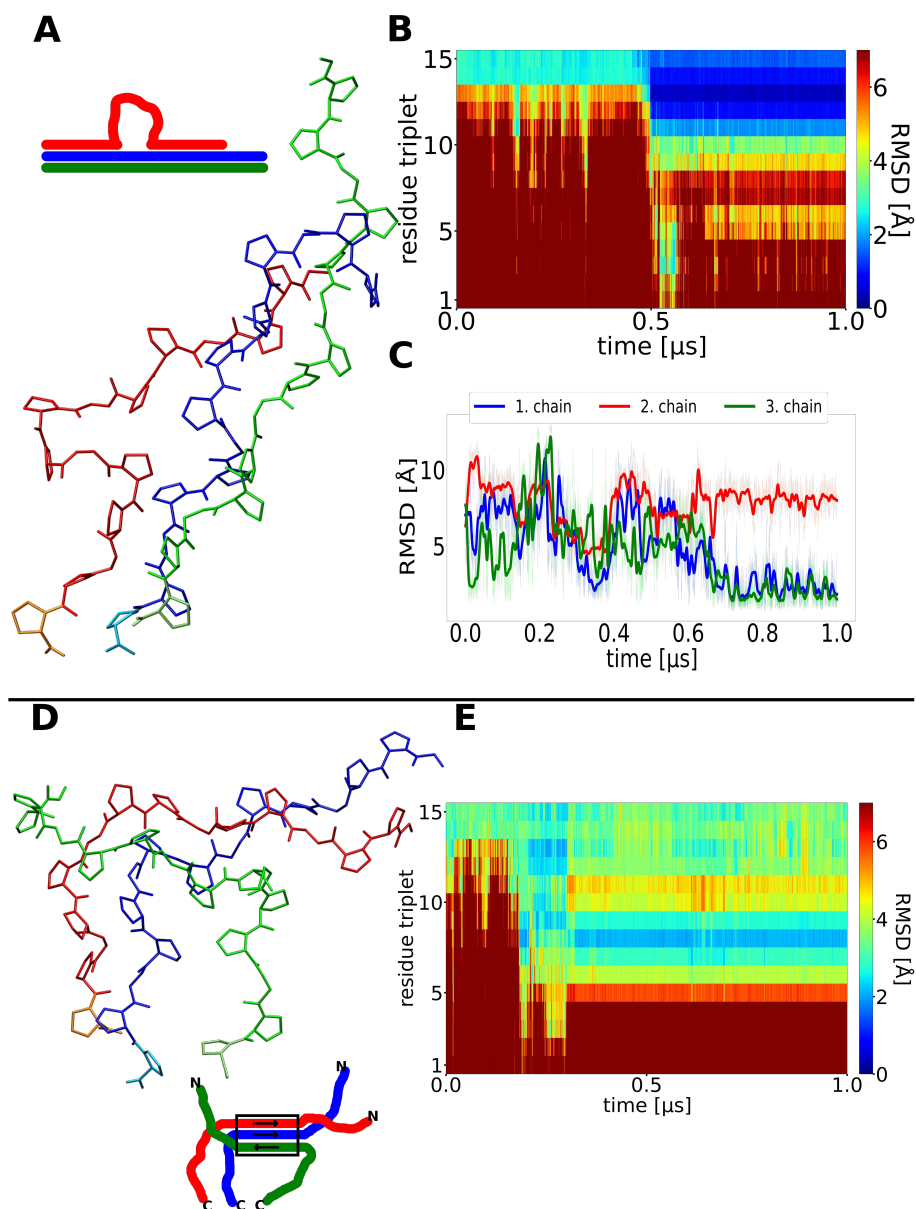 A
B
15
10
5
1
residue triplet
0.0 0.5 1.0
time [µs]
6
4
2
0
RMSD [Å]
C
1. chain 2. chain 3. chain
10
5
RMSD [Å]
0.0 0.2 0.4 0.6 0.8 1.0
time [µs]
D
N
N
N
C C C
E
15
10
5
1
residue triplet
0.0 0.5 1.0
time [µs]
6
4
2
0
RMSD [Å]